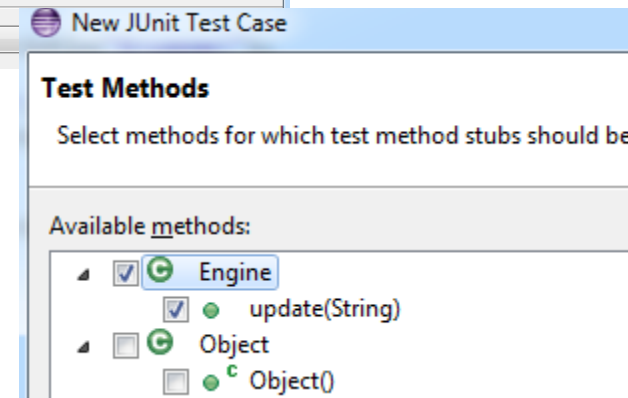 New JUnit Test Case
Test Methods
Select methods for which test method stubs should be
Available methods:
Engine
update(String)
Object
Object()